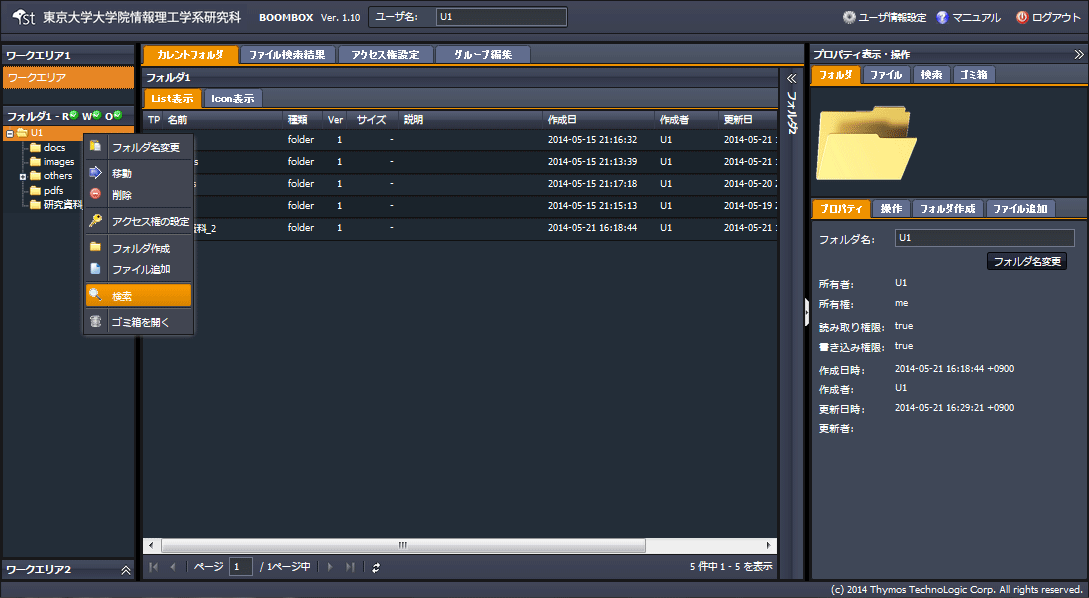 ist 東京大学大学院情報理工学系研究科 BOOMBOX Ver. 1.10 ユーザ名: U1 ユーザ情報設定 マニュアル ログアウト
ワークエリア1
ワークエリア
フォルダ1 - R W O
U1
docs
images
others
pdfs
研究資料
ワークエリア2
フォルダ名変更
移動
削除
アクセス権の設定
フォルダ作成
ファイル追加
検索
ゴミ箱を開く
カレントフォルダ ファイル検索結果 アクセス権設定 グループ編集
フォルダ1
List表示 Icon表示
TP 名前 種類 Ver サイズ 説明 作成日 作成者 更新日
folder 1 - 2014-05-15 21:16:32 U1 2014-05-21
s folder 1 - 2014-05-15 21:13:39 U1 2014-05-21
s folder 1 - 2014-05-15 21:17:18 U1 2014-05-20
folder 1 - 2014-05-15 21:15:13 U1 2014-05-19
料_2 folder 1 - 2014-05-21 16:18:44 U1 2014-05-21
ページ 1 / 1ページ中 5 件中 1 - 5 を表示
フォルダ2
プロパティ表示・操作
フォルダ ファイル 検索 ゴミ箱
プロパティ 操作 フォルダ作成 ファイル追加
フォルダ名: U1
フォルダ名変更
所有者: U1
所有権: me
読み取り権限: true
書き込み権限: true
作成日時: 2014-05-21 16:18:44 +0900
作成者: U1
更新日時: 2014-05-21 16:29:21 +0900
更新者:
(c) 2014 Thymos TechnoLogic Corp. All rights reserved.